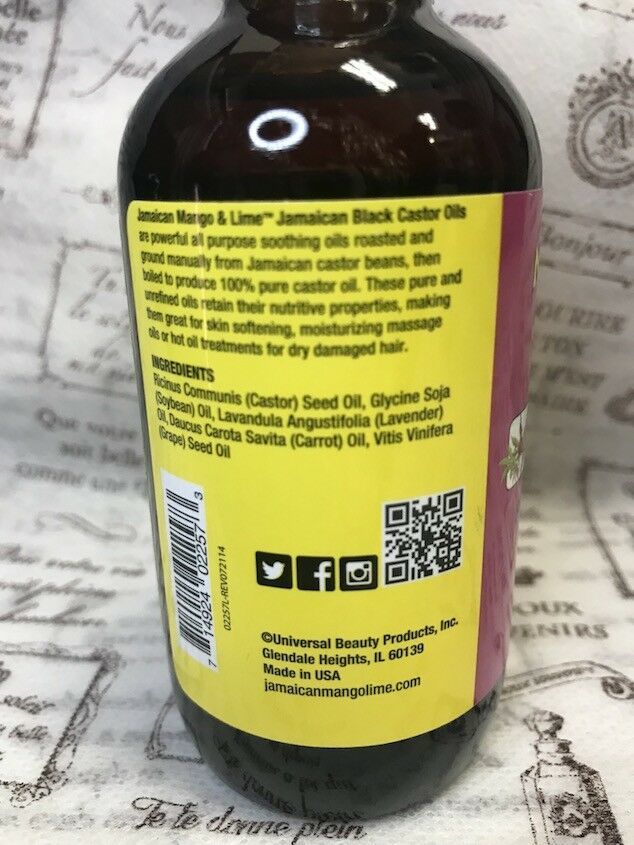 Jamaican Mango & Lime™ Jamaican Black Castor Oils
are powerful all purpose soothing oils roasted and
ground manually from Jamaican castor beans, then
boiled to produce 100% pure castor oil. These pure and
unrefined oils retain their nutritive properties, making
them great for skin softening, moisturizing massage
oils or hot oil treatments for dry damaged hair.
INGREDIENTS
Ricinus Communis (Castor) Seed Oil, Glycine Soja
(Soybean) Oil, Lavandula Angustifolia (Lavender)
Oil, Daucus Carota Savita (Carrot) Oil, Vitis Vinifera
(Grape) Seed Oil
7 14924 02257 3
02257L-REV072114
©Universal Beauty Products, Inc.
Glendale Heights, IL 60139
Made in USA
jamaicanmangolime.com
Bonjour
Te te donne plein